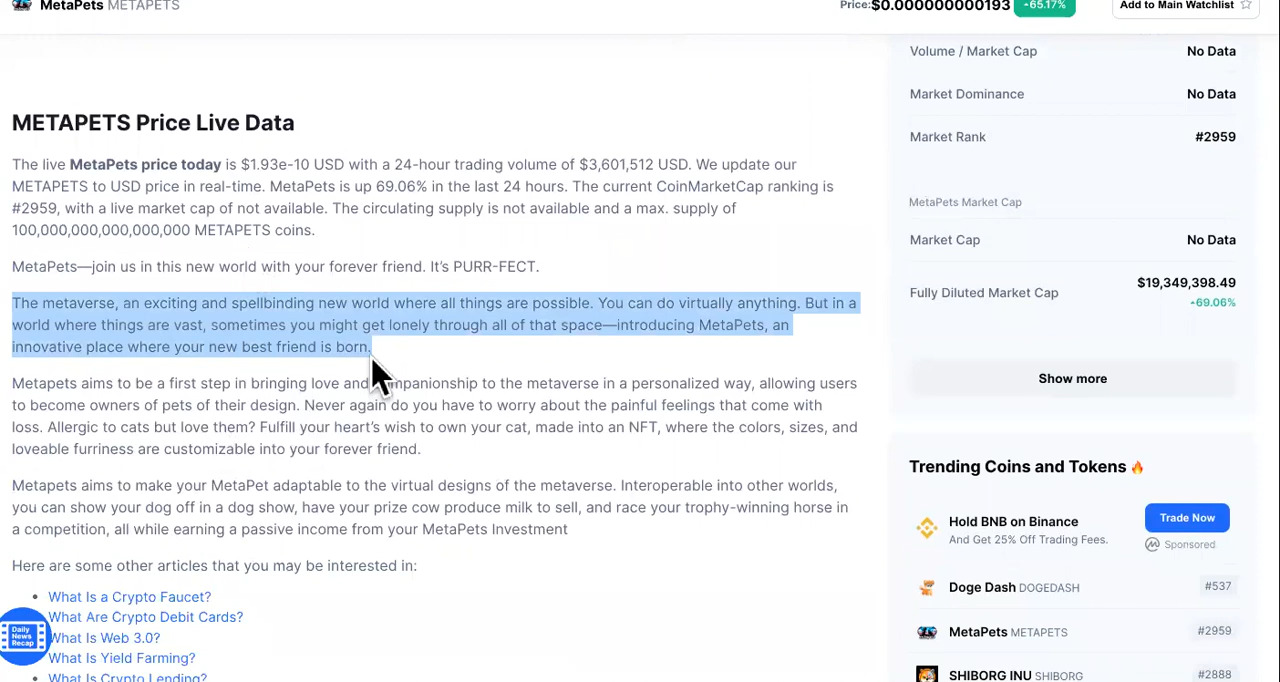 MetaPets METAPETS
Price:$0.000000000193 65.17%
Add to Main Watchlist
METAPETS Price Live Data
The live MetaPets price today is $1.93e-10 USD with a 24-hour trading volume of $3,601,512 USD. We update our
METAPETS to USD price in real-time. MetaPets is up 69.06% in the last 24 hours. The current CoinMarketCap ranking is
#2959, with a live market cap of not available. The circulating supply is not available and a max. supply of
100,000,000,000,000,000 METAPETS coins.
MetaPets—join us in this new world with your forever friend. It’s PURR-FECT.
The metaverse, an exciting and spellbinding new world where all things are possible. You can do virtually anything. But in a
world where things are vast, sometimes you might get lonely through all of that space—introducing MetaPets, an
innovative place where your new best friend is born.
Metapets aims to be a first step in bringing love and companionship to the metaverse in a personalized way, allowing users
to become owners of pets of their design. Never again do you have to worry about the painful feelings that come with
loss. Allergic to cats but love them? Fulfill your heart’s wish to own your cat, made into an NFT, where the colors, sizes, and
loveable furriness are customizable into your forever friend.
Metapets aims to make your MetaPet adaptable to the virtual designs of the metaverse. Interoperable into other worlds,
you can show your dog off in a dog show, have your prize cow produce milk to sell, and race your trophy-winning horse in
a competition, all while earning a passive income from your MetaPets Investment
Here are some other articles that you may be interested in:
What Is a Crypto Faucet?
What Are Crypto Debit Cards?
What Is Web 3.0?
What Is Yield Farming?
What Is Crypto Lending?
Daily
News
Recap
Volume / Market Cap No Data
Market Dominance No Data
Market Rank #2959
MetaPets Market Cap
Market Cap No Data
Fully Diluted Market Cap $19,349,398.49
69.06%
Show more
Trending Coins and Tokens
Hold BNB on Binance
And Get 25% Off Trading Fees.
Trade Now
Sponsored
Doge Dash DOGEDASH #537
MetaPets METAPETS #2959
SHIBORG INU SHIBORG #2888